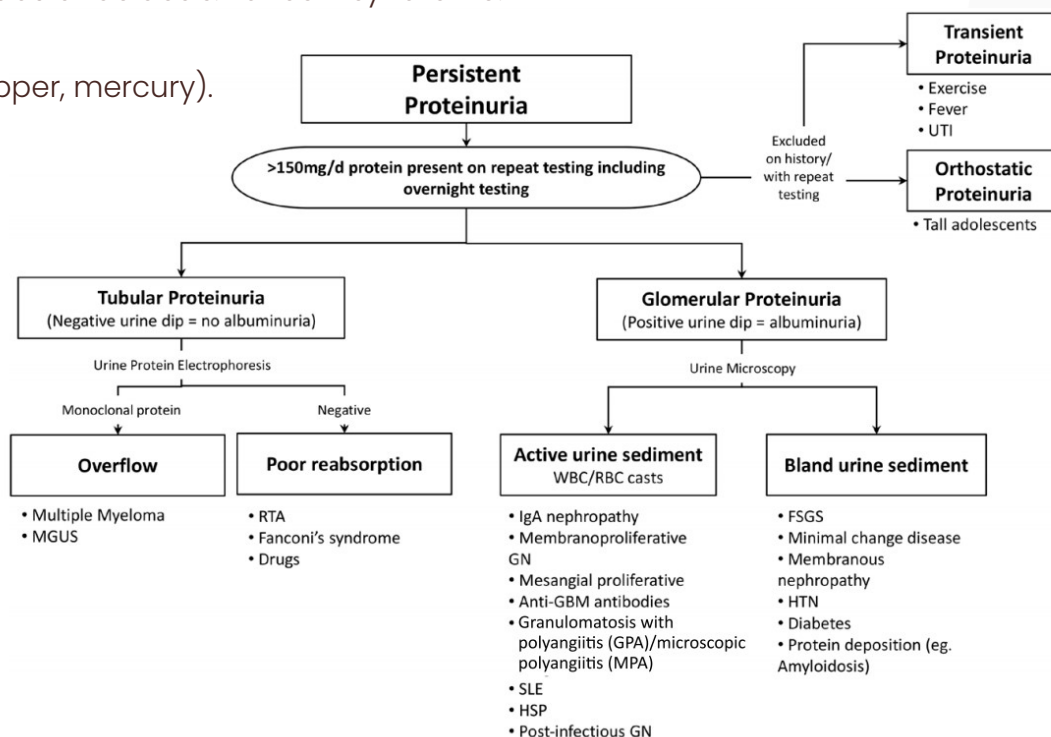 pper, mercury).
Persistent
Proteinuria
>150mg/d protein present on repeat testing including
overnight testing
Excluded
on history/
with repeat
testing
Transient
Proteinuria
• Exercise
• Fever
• UTI
Orthostatic
Proteinuria
• Tall adolescents
Tubular Proteinuria
(Negative urine dip = no albuminuria)
Urine Protein Electrophoresis
Monoclonal protein
Negative
Overflow
• Multiple Myeloma
• MGUS
Poor reabsorption
• RTA
• Fanconi's syndrome
• Drugs
Glomerular Proteinuria
(Positive urine dip = albuminuria)
Urine Microscopy
Active urine sediment
WBC/RBC casts
• IgA nephropathy
• Membranoproliferative
GN
• Mesangial proliferative
• Anti-GBM antibodies
• Granulomatosis with
polyangiitis (GPA)/microscopic
polyangiitis (MPA)
• SLE
• HSP
• Post-infectious GN
Bland urine sediment
• FSGS
• Minimal change disease
• Membranous
nephropathy
• HTN
• Diabetes
• Protein deposition (eg.
Amyloidosis)